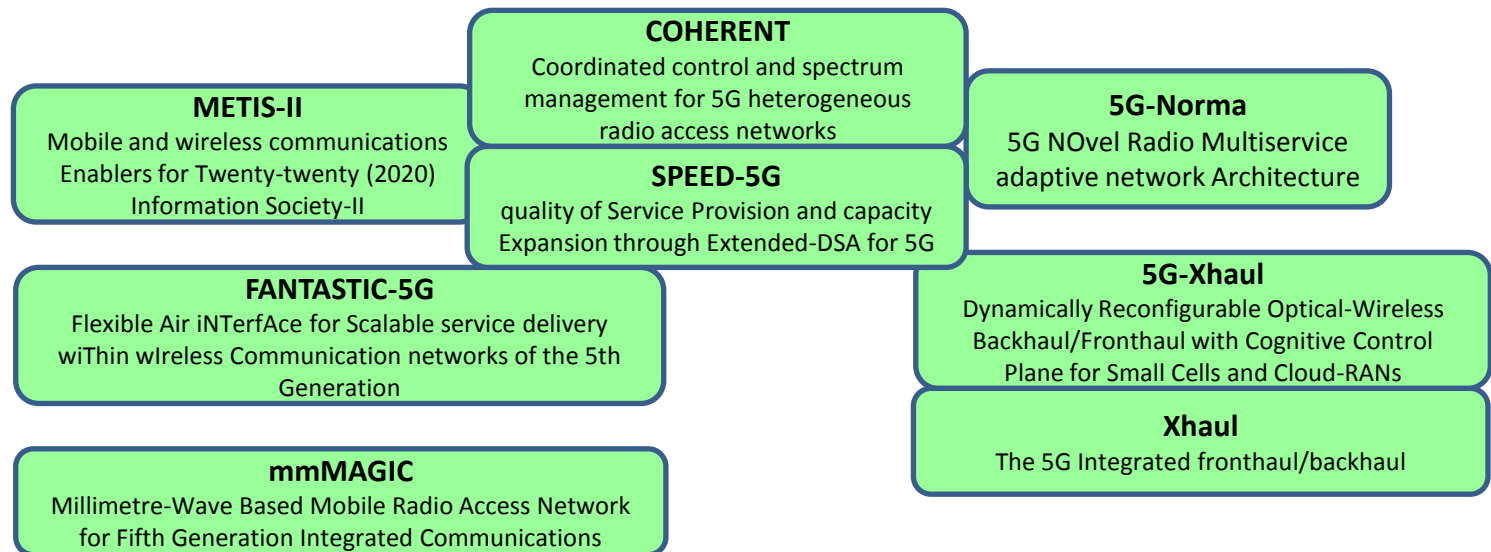 COHERENT
Coordinated control and spectrum
management for 5G heterogeneous
radio access networks
METIS-II
Mobile and wireless communications
Enablers for Twenty-twenty (2020)
Information Society-II
5G-Norma
5G NOvel Radio Multiservice
adaptive network Architecture
SPEED-5G
quality of Service Provision and capacity
Expansion through Extended-DSA for 5G
FANTASTIC-5G
Flexible Air iNTerfAce for Scalable service delivery
wiThin wIreless Communication networks of the 5th
Generation
5G-Xhaul
Dynamically Reconfigurable Optical-Wireless
Backhaul/Fronthaul with Cognitive Control
Plane for Small Cells and Cloud-RANs
Xhaul
The 5G Integrated fronthaul/backhaul
mmMAGIC
Millimetre-Wave Based Mobile Radio Access Network
for Fifth Generation Integrated Communications